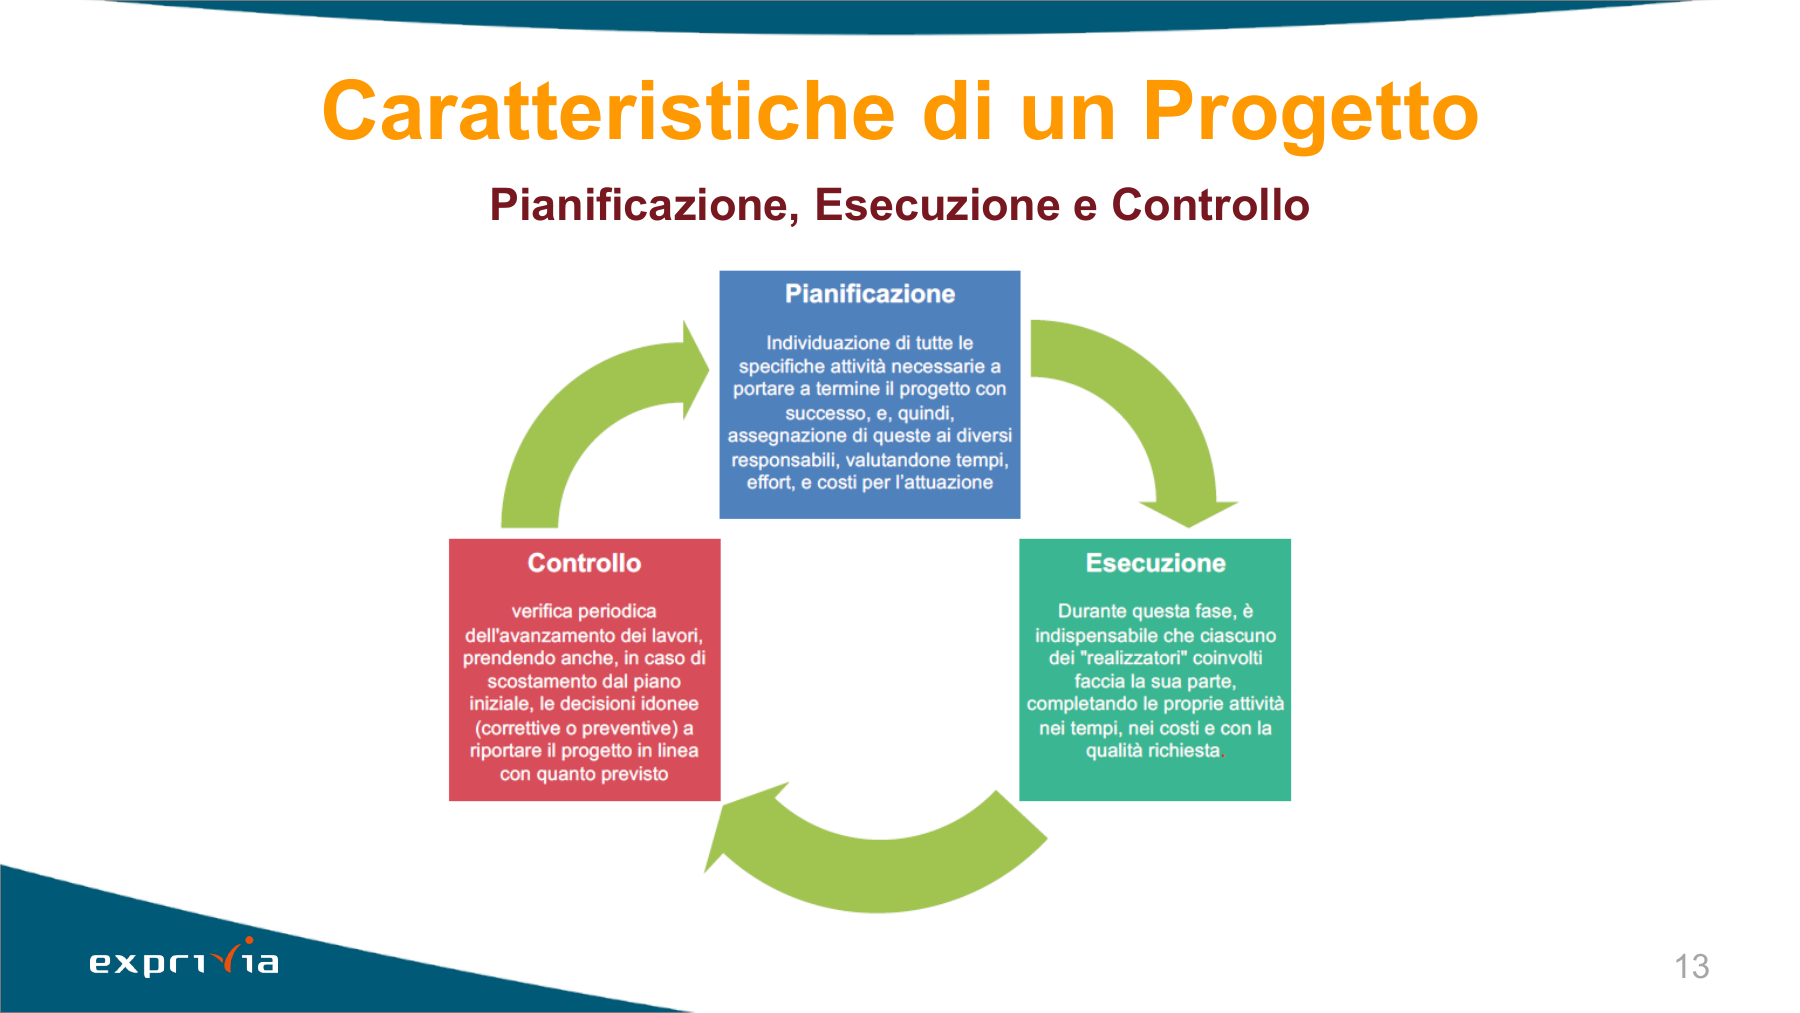 Caratteristiche di un Progetto
Pianificazione, Esecuzione e Controllo
Pianificazione
Individuazione di tutte le
specifiche attività necessarie a
portare a termine il progetto con
successo, e, quindi,
assegnazione di queste ai diversi
responsabili, valutandone tempi,
effort, e costi per l'attuazione
Controllo
verifica periodica
dell'avanzamento dei lavori,
prendendo anche, in caso di
scostamento dal piano
iniziale, le decisioni idonee
(correttive o preventive) a
riportare il progetto in linea
con quanto previsto
Esecuzione
Durante questa fase, è
indispensabile che ciascuno
dei "realizzatori" coinvolti
faccia la sua parte,
completando le proprie attività
nei tempi, nei costi e con la
qualità richiesta.
exprivia
13